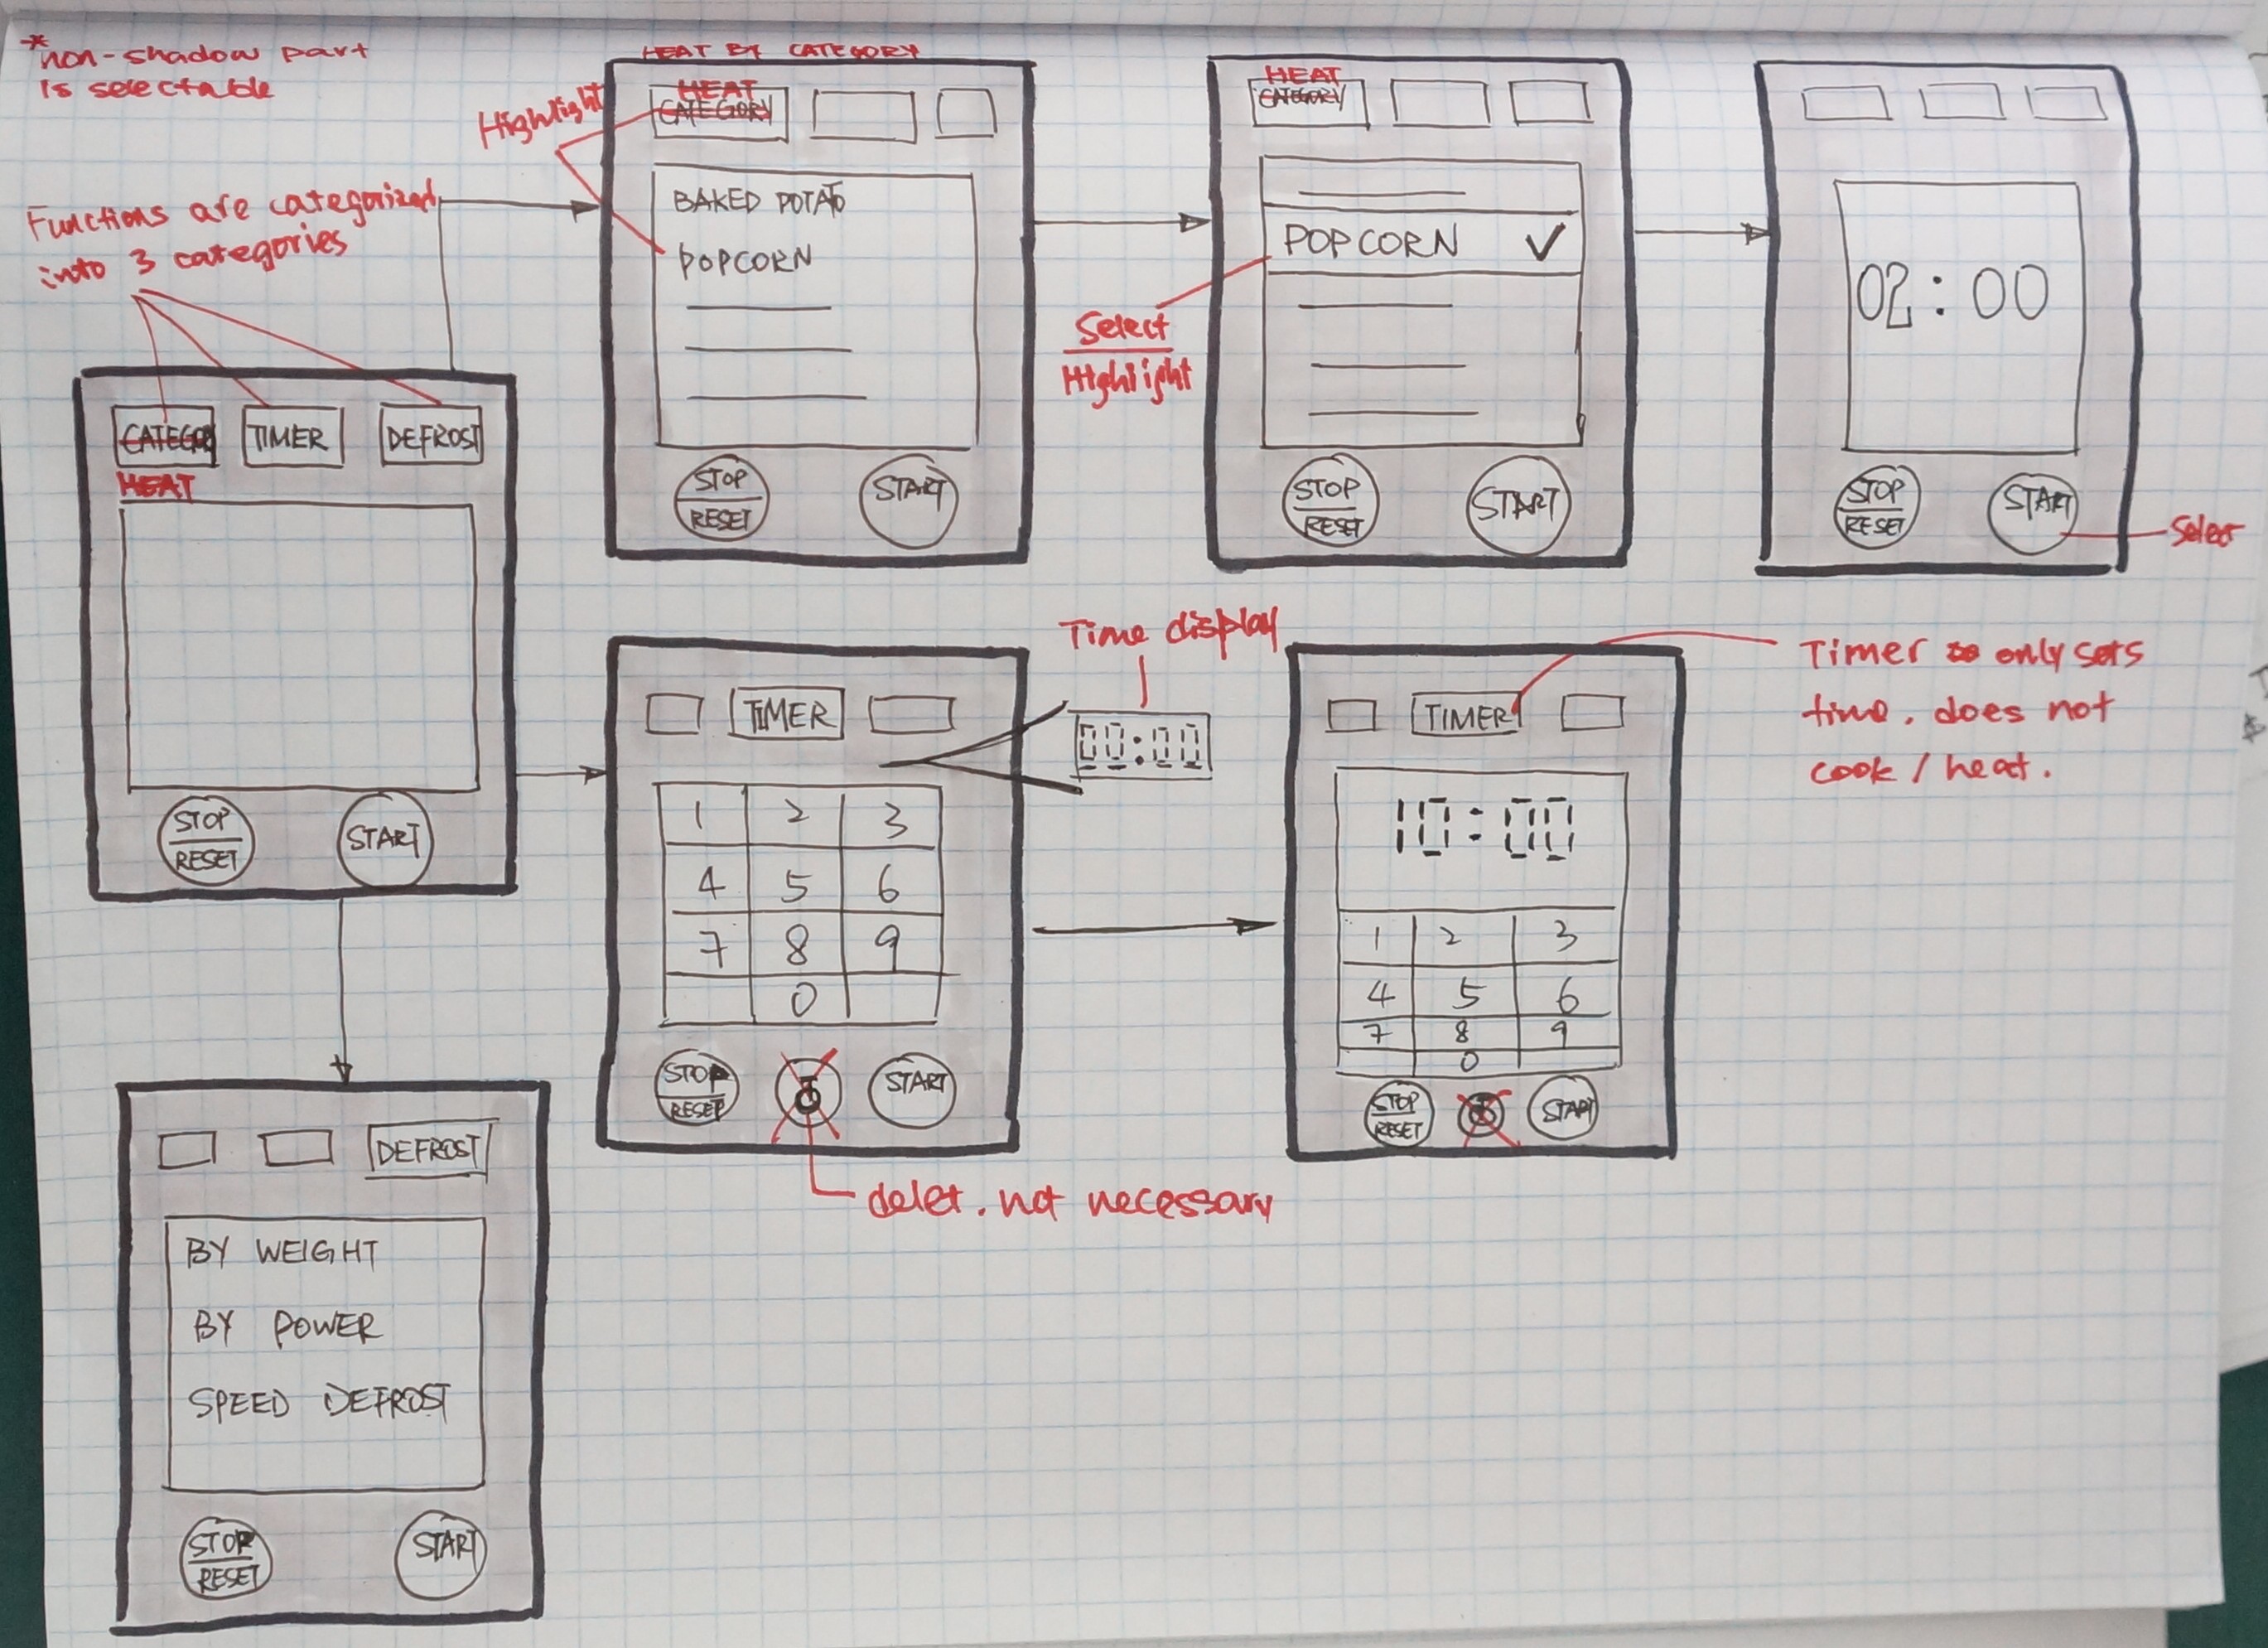 *non-shadow part
is selectable
Functions are categorized
into 3 categories
CATEGO
HEAT
TIMER
DEFROST
STOP
RESET
START
HEAT BY CATEGORY
Highlight
HEAT
CATEGORY
BAKED POTATO
POPCORN
STOP
RESET
START
HEAT
CATEGORY
POPCORN ✓
Select
Highlight
STOP
RESET
START
02:00
STOP
RESET
START
Select
TIMER
Time display
00:00
1 2 3
4 5 6
7 8 9
0
STOP
RESET
START
delet. not necessary
TIMER
Timer only sets
time. does not
cook / heat.
10:00
1 2 3
4 5 6
7 8 9
0
STOP
RESET
START
DEFROST
BY WEIGHT
BY POWER
SPEED DEFROST
STOP
RESET
START